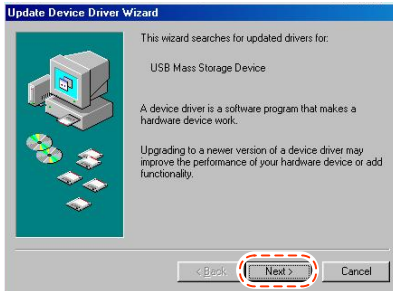 Update Device Driver Wizard
This wizard searches for updated drivers for:
USB Mass Storage Device
A device driver is a software program that makes a
hardware device work.
Upgrading to a newer version of a device driver may
improve the performance of your hardware device or add
functionality.
< Back Next > Cancel